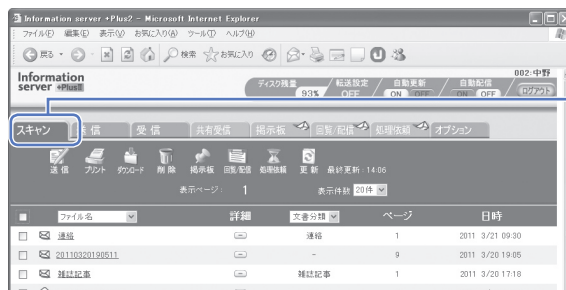 Information server +Plus2 - Microsoft Internet Explorer
ファイル(F) 編集(E) 表示(V) お気に入り(A) ツール(T) ヘルプ(H)
戻る 検索 お気に入り
Information server +PlusII
002:中野
ディスク残量 93% 転送設定 OFF 自動更新 ON OFF 自動配信 ON OFF ログアウト
スキャン 送信 受信 共有受信 掲示板 回覧/配信 処理依頼 オプション
送信 プリント ダウンロード 削除 掲示板 回覧/配信 処理依頼 更新 最終更新 14:06
表示ページ: 1 表示件数 20件
ファイル名 詳細 文書分類 ページ 日時
連絡 連絡 1 2011 3/21 09:30
20110320190511 - 9 2011 3/20 19:05
雑誌記事 雑誌記事 1 2011 3/20 17:18